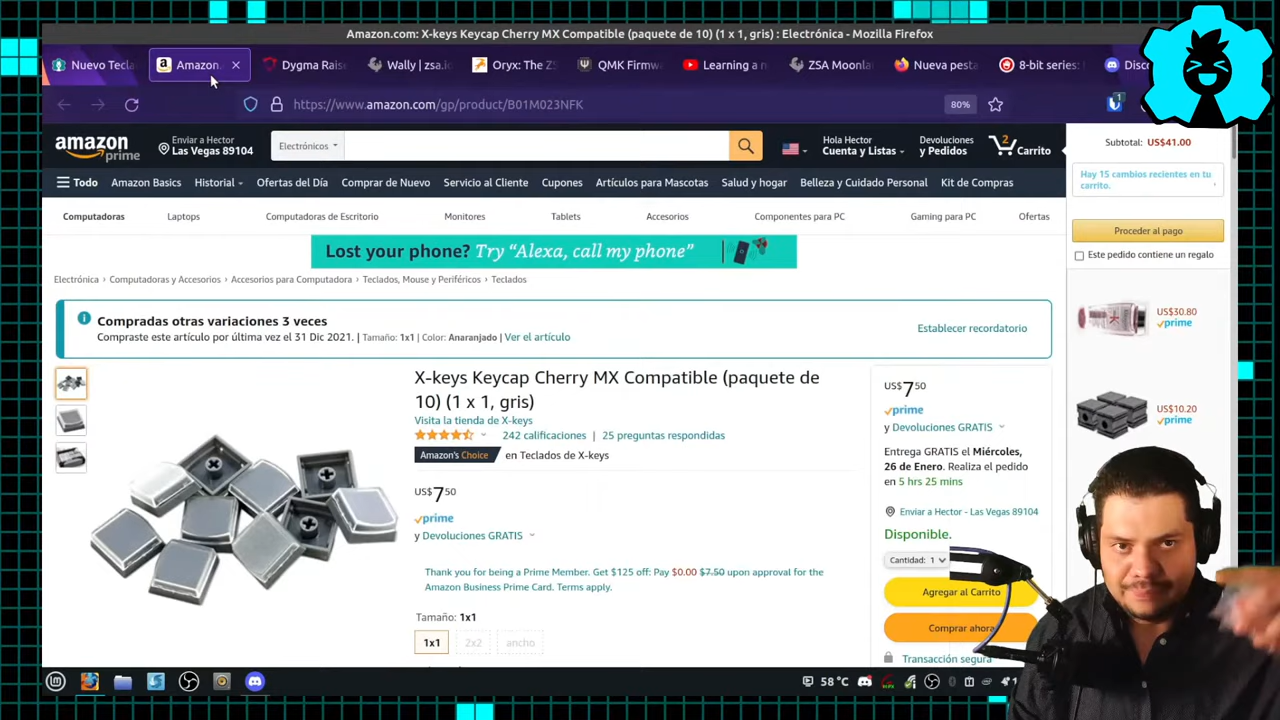 Amazon.com: X-keys Keycap Cherry MX Compatible (paquete de 10) (1 x 1, gris) : Electrónica - Mozilla Firefox
Nuevo Tecla
Amazon.
Dygma Raise
Wally | zsa.io
Oryx: The ZS
QMK Firmw
Learning a n
ZSA Moonla
Nueva pesta
8-bit series:
Disc
https://www.amazon.com/gp/product/B01M023NFK
80%
1
amazon
prime
Enviar a Hector
Las Vegas 89104
Electrónicos
Hola Hector
Cuenta y Listas
Devoluciones
y Pedidos
2
Carrito
Subtotal: US$41.00
Todo
Amazon Basics
Historial
Ofertas del Día
Comprar de Nuevo
Servicio al Cliente
Cupones
Artículos para Mascotas
Salud y hogar
Belleza y Cuidado Personal
Kit de Compras
Hay 15 cambios recientes en tu
carrito.
Computadoras
Laptops
Computadoras de Escritorio
Monitores
Tablets
Accesorios
Componentes para PC
Gaming para PC
Ofertas
Proceder al pago
Este pedido contiene un regalo
Lost your phone? Try “Alexa, call my phone”
Electrónica › Computadoras y Accesorios › Accesorios para Computadora › Teclados, Mouse y Periféricos › Teclados
Compradas otras variaciones 3 veces
Compraste este artículo por última vez el 31 Dic 2021. | Tamaño: 1x1 | Color: Anaranjado | Ver el artículo
Establecer recordatorio
US$30.80
prime
X-keys Keycap Cherry MX Compatible (paquete de
10) (1 x 1, gris)
Visita la tienda de X-keys
242 calificaciones | 25 preguntas respondidas
Amazon's Choice en Teclados de X-keys
US$7.50
prime
y Devoluciones GRATIS
Thank you for being a Prime Member. Get $125 off: Pay $0.00 $7.50 upon approval for the
Amazon Business Prime Card. Terms apply.
Tamaño: 1x1
1x1
2x2
ancho
US$7.50
prime
y Devoluciones GRATIS
Entrega GRATIS el Miércoles,
26 de Enero. Realiza el pedido
en 5 hrs 25 mins
Enviar a Hector - Las Vegas 89104
Disponible.
Cantidad: 1
Agregar al Carrito
Comprar ahora
Transacción segura
US$10.20
prime
58 °C